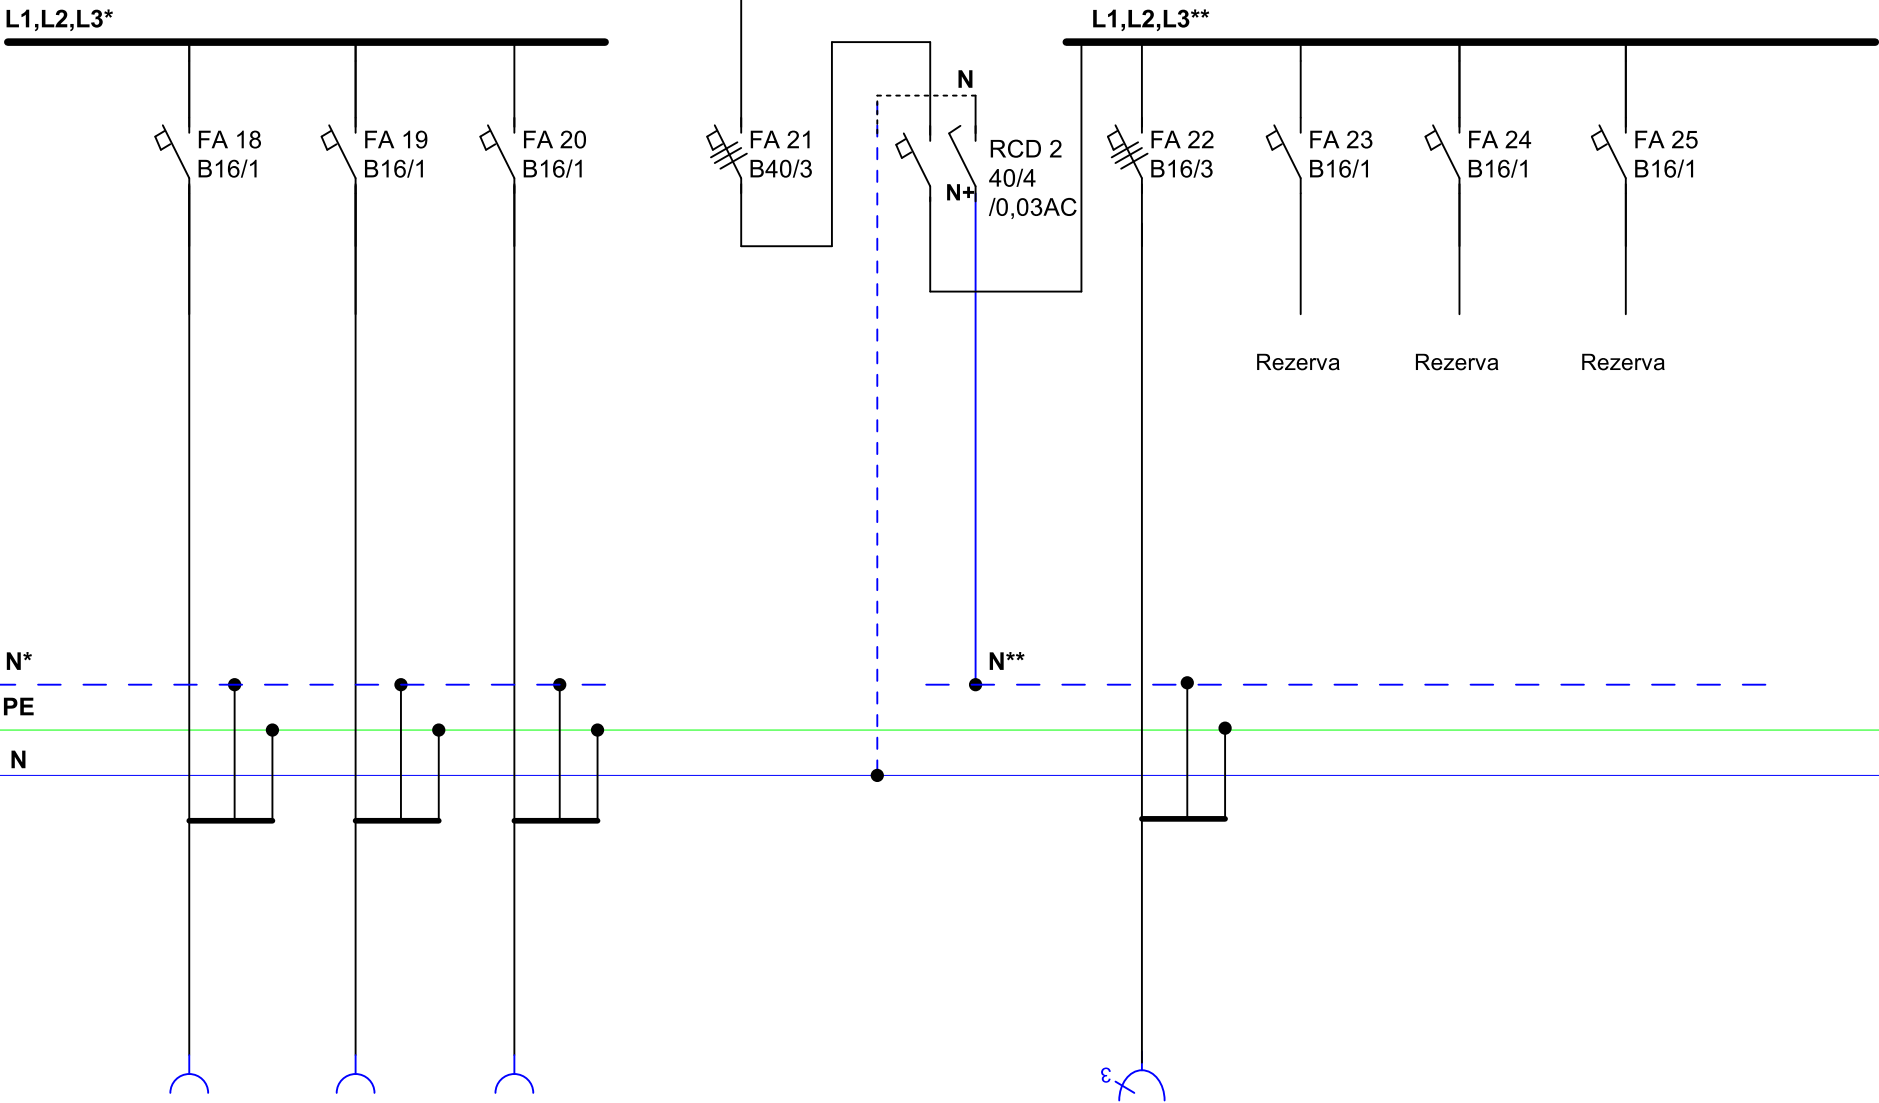 L1,L2,L3*
L1,L2,L3**
N
FA 18
B16/1
FA 19
B16/1
FA 20
B16/1
FA 21
B40/3
RCD 2
40/4
/0,03AC
N+
FA 22
B16/3
FA 23
B16/1
FA 24
B16/1
FA 25
B16/1
Rezerva
Rezerva
Rezerva
N*
N**
PE
N
3